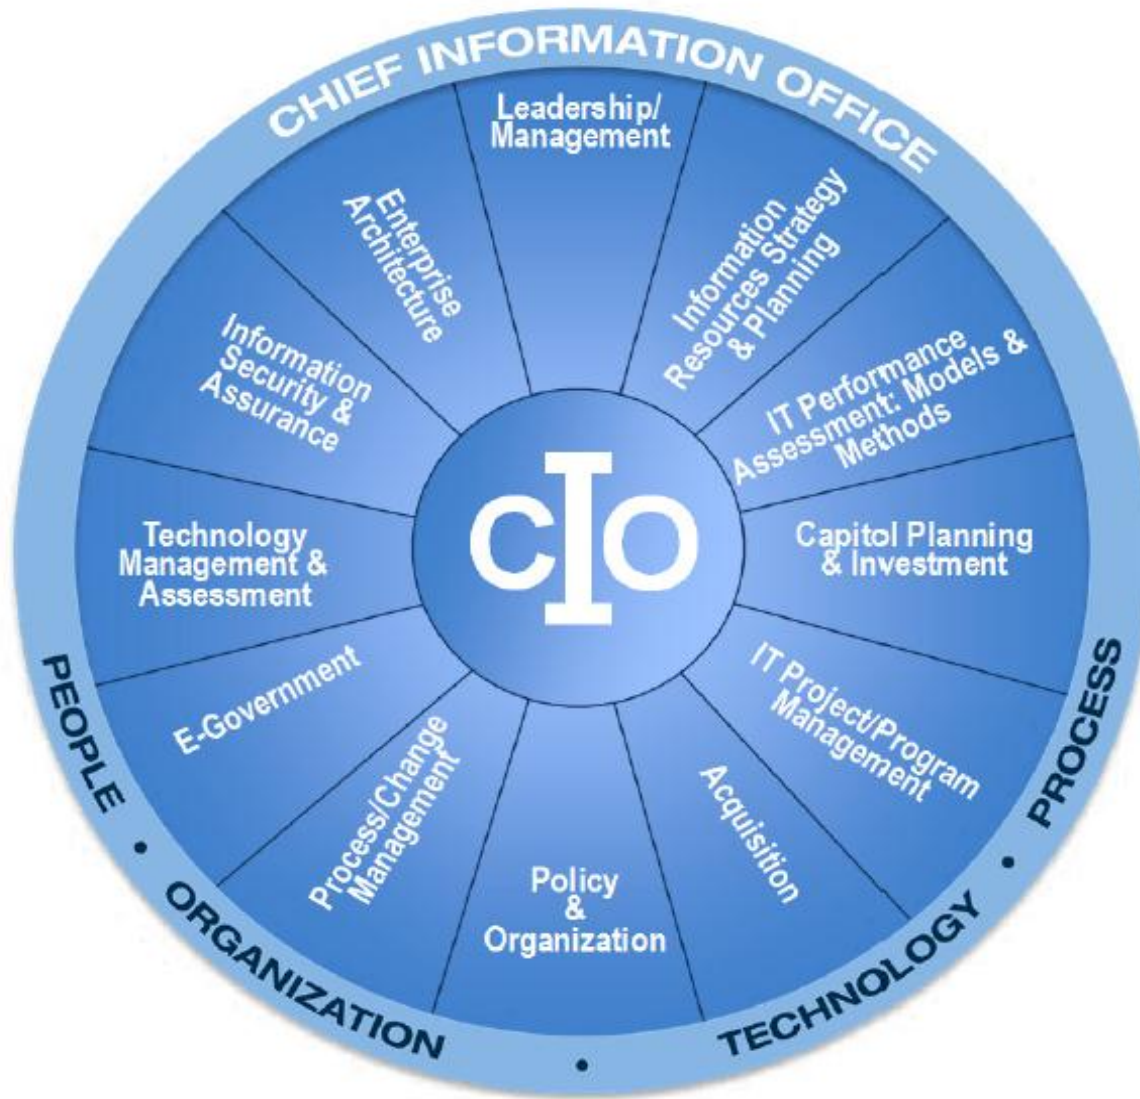 CHIEF INFORMATION OFFICE
Leadership/
Management
Information
Resources Strategy
& Planning
IT Performance
Assessment: Models &
Methods
Capitol Planning
& Investment
IT Project/Program
Management
Acquisition
Policy
&
Organization
Process/Change
Management
E-Government
Technology
Management &
Assessment
Information
Security &
Assurance
Enterprise
Architecture
CIO
PEOPLE • ORGANIZATION • TECHNOLOGY • PROCESS